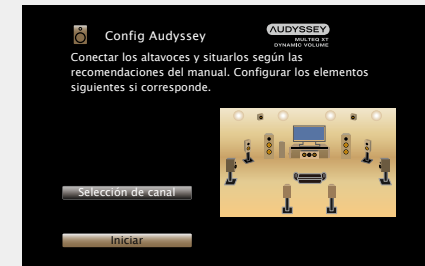 Config Audyssey
AUDYSSEY
MULTEQ XT
DYNAMIC VOLUME
Conectar los altavoces y situarlos según las
recomendaciones del manual. Configurar los elementos
siguientes si corresponde.
Selección de canal
Iniciar